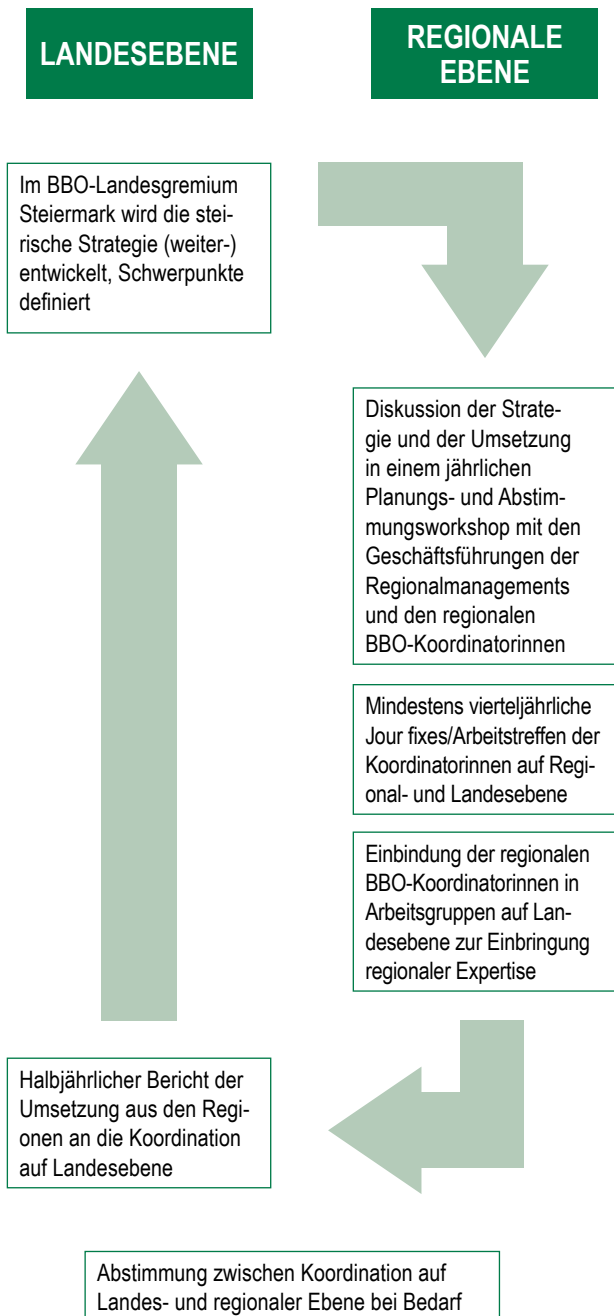 LANDESEBENE
REGIONALE
EBENE
Im BBO-Landesgremium
Steiermark wird die stei-
rische Strategie (weiter-)
entwickelt, Schwerpunkte
definiert
Diskussion der Strate-
gie und der Umsetzung
in einem jährlichen
Planungs- und Abstim-
mungsworkshop mit den
Geschäftsführungen der
Regionalmanagements
und den regionalen
BBO-Koordinatorinnen
Mindestens vierteljährliche
Jour fixes/Arbeitstreffen der
Koordinatorinnen auf Regi-
onal- und Landesebene
Einbindung der regionalen
BBO-Koordinatorinnen in
Arbeitsgruppen auf Lan-
desebene zur Einbringung
regionaler Expertise
Halbjährlicher Bericht der
Umsetzung aus den Regi-
onen an die Koordination
auf Landesebene
Abstimmung zwischen Koordination auf
Landes- und regionaler Ebene bei Bedarf